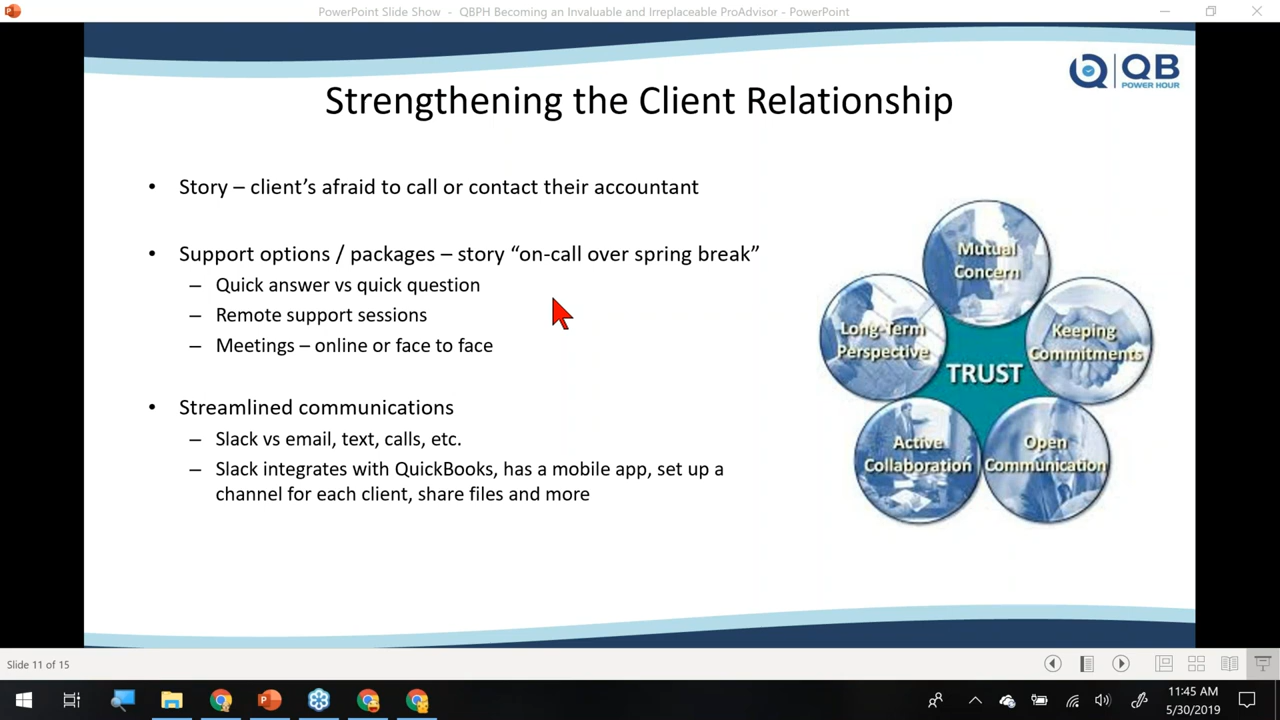 PowerPoint Slide Show - QBPH Becoming an Invaluable and Irreplaceable ProAdvisor - PowerPoint
QB
POWER HOUR
Strengthening the Client Relationship
• Story – client’s afraid to call or contact their accountant
• Support options / packages – story “on-call over spring break”
– Quick answer vs quick question
– Remote support sessions
– Meetings – online or face to face
• Streamlined communications
– Slack vs email, text, calls, etc.
– Slack integrates with QuickBooks, has a mobile app, set up a
channel for each client, share files and more
Mutual
Concern
Long-Term
Perspective
Keeping
Commitments
TRUST
Active
Collaboration
Open
Communication
Slide 11 of 15
11:45 AM
5/30/2019